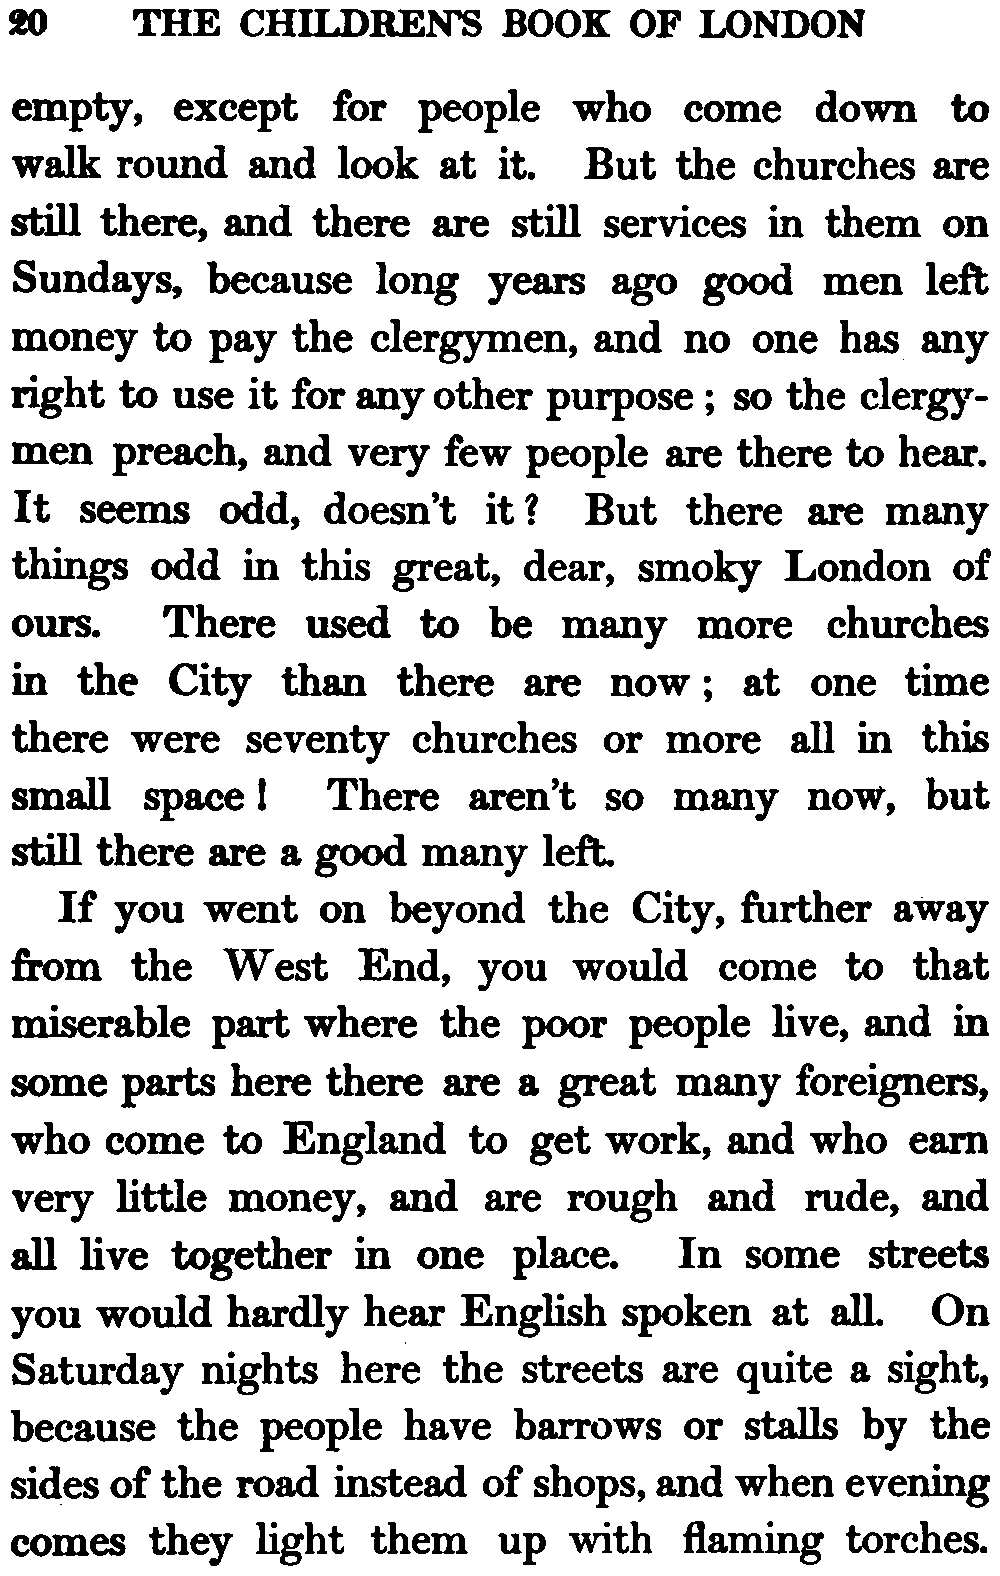 20 THE CHILDREN'S BOOK OF LONDON
empty, except for people who come down to
walk round and look at it. But the churches are
still there, and there are still services in them on
Sundays, because long years ago good men left
money to pay the clergymen, and no one has any
right to use it for any other purpose ; so the clergy-
men preach, and very few people are there to hear.
It seems odd, doesn't it ? But there are many
things odd in this great, dear, smoky London of
ours. There used to be many more churches
in the City than there are now ; at one time
there were seventy churches or more all in this
small space ! There aren't so many now, but
still there are a good many left.
If you went on beyond the City, further away
from the West End, you would come to that
miserable part where the poor people live, and in
some parts here there are a great many foreigners,
who come to England to get work, and who earn
very little money, and are rough and rude, and
all live together in one place. In some streets
you would hardly hear English spoken at all. On
Saturday nights here the streets are quite a sight,
because the people have barrows or stalls by the
sides of the road instead of shops, and when evening
comes they light them up with flaming torches.